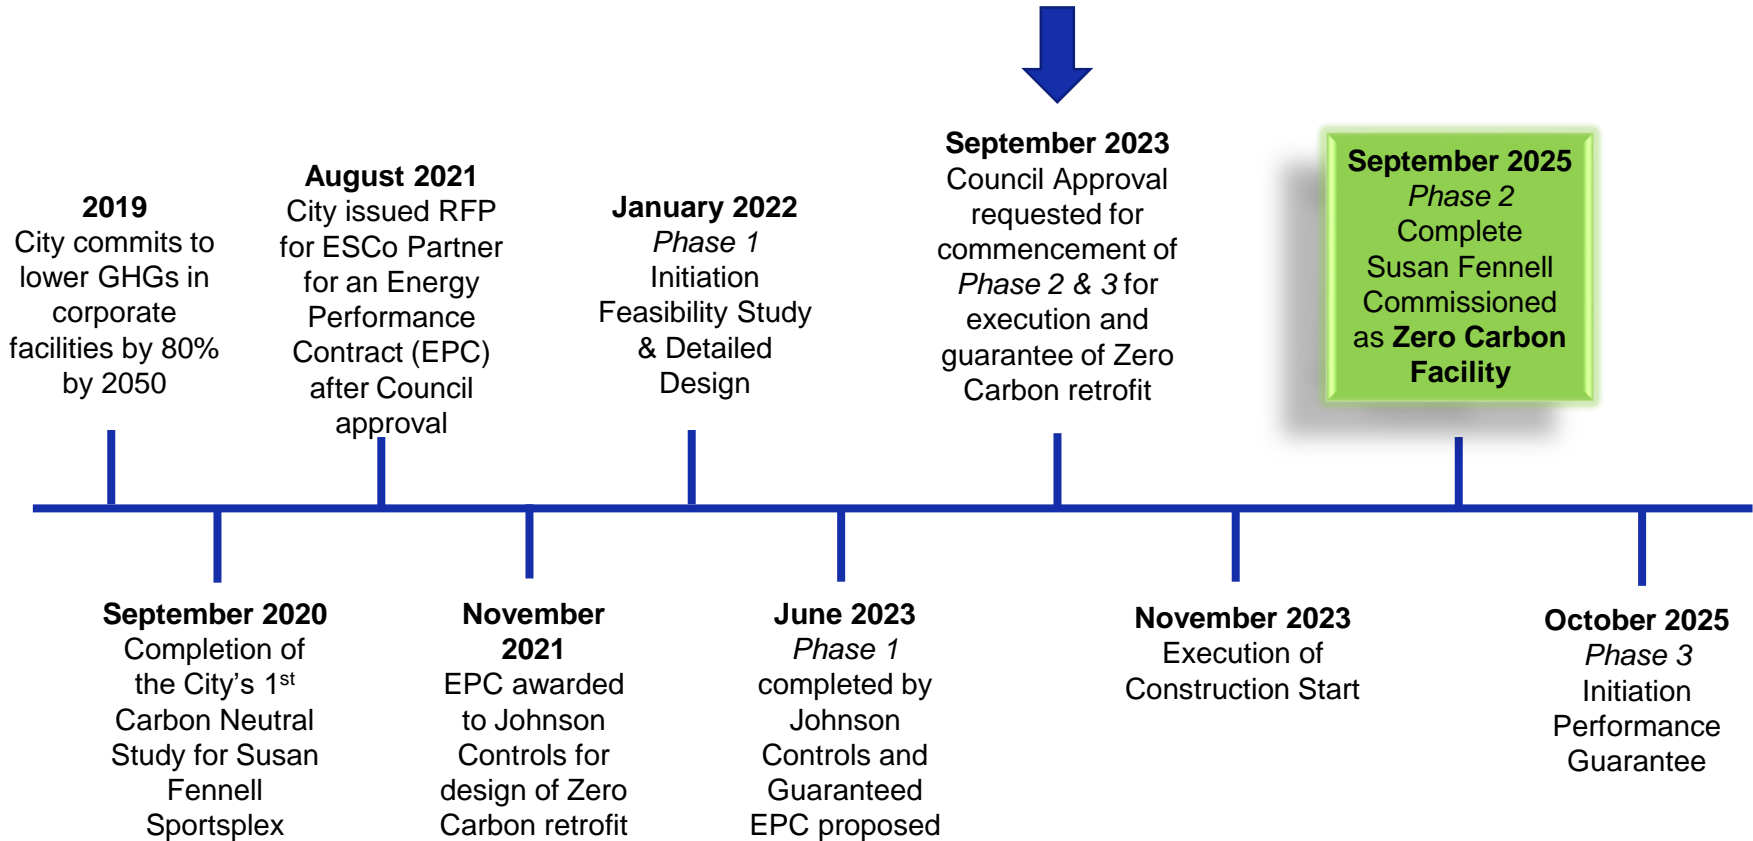 2019
City commits to
lower GHGs in
corporate
facilities by 80%
by 2050
August 2021
City issued RFP
for ESCo Partner
for an Energy
Performance
Contract (EPC)
after Council
approval
January 2022
Phase 1
Initiation
Feasibility Study
& Detailed
Design
September 2023
Council Approval
requested for
commencement of
Phase 2 & 3 for
execution and
guarantee of Zero
Carbon retrofit
September 2025
Phase 2
Complete
Susan Fennell
Commissioned
as Zero Carbon
Facility
September 2020
Completion of
the City’s 1st
Carbon Neutral
Study for Susan
Fennell
Sportsplex
November
2021
EPC awarded
to Johnson
Controls for
design of Zero
Carbon retrofit
June 2023
Phase 1
completed by
Johnson
Controls and
Guaranteed
EPC proposed
November 2023
Execution of
Construction Start
October 2025
Phase 3
Initiation
Performance
Guarantee